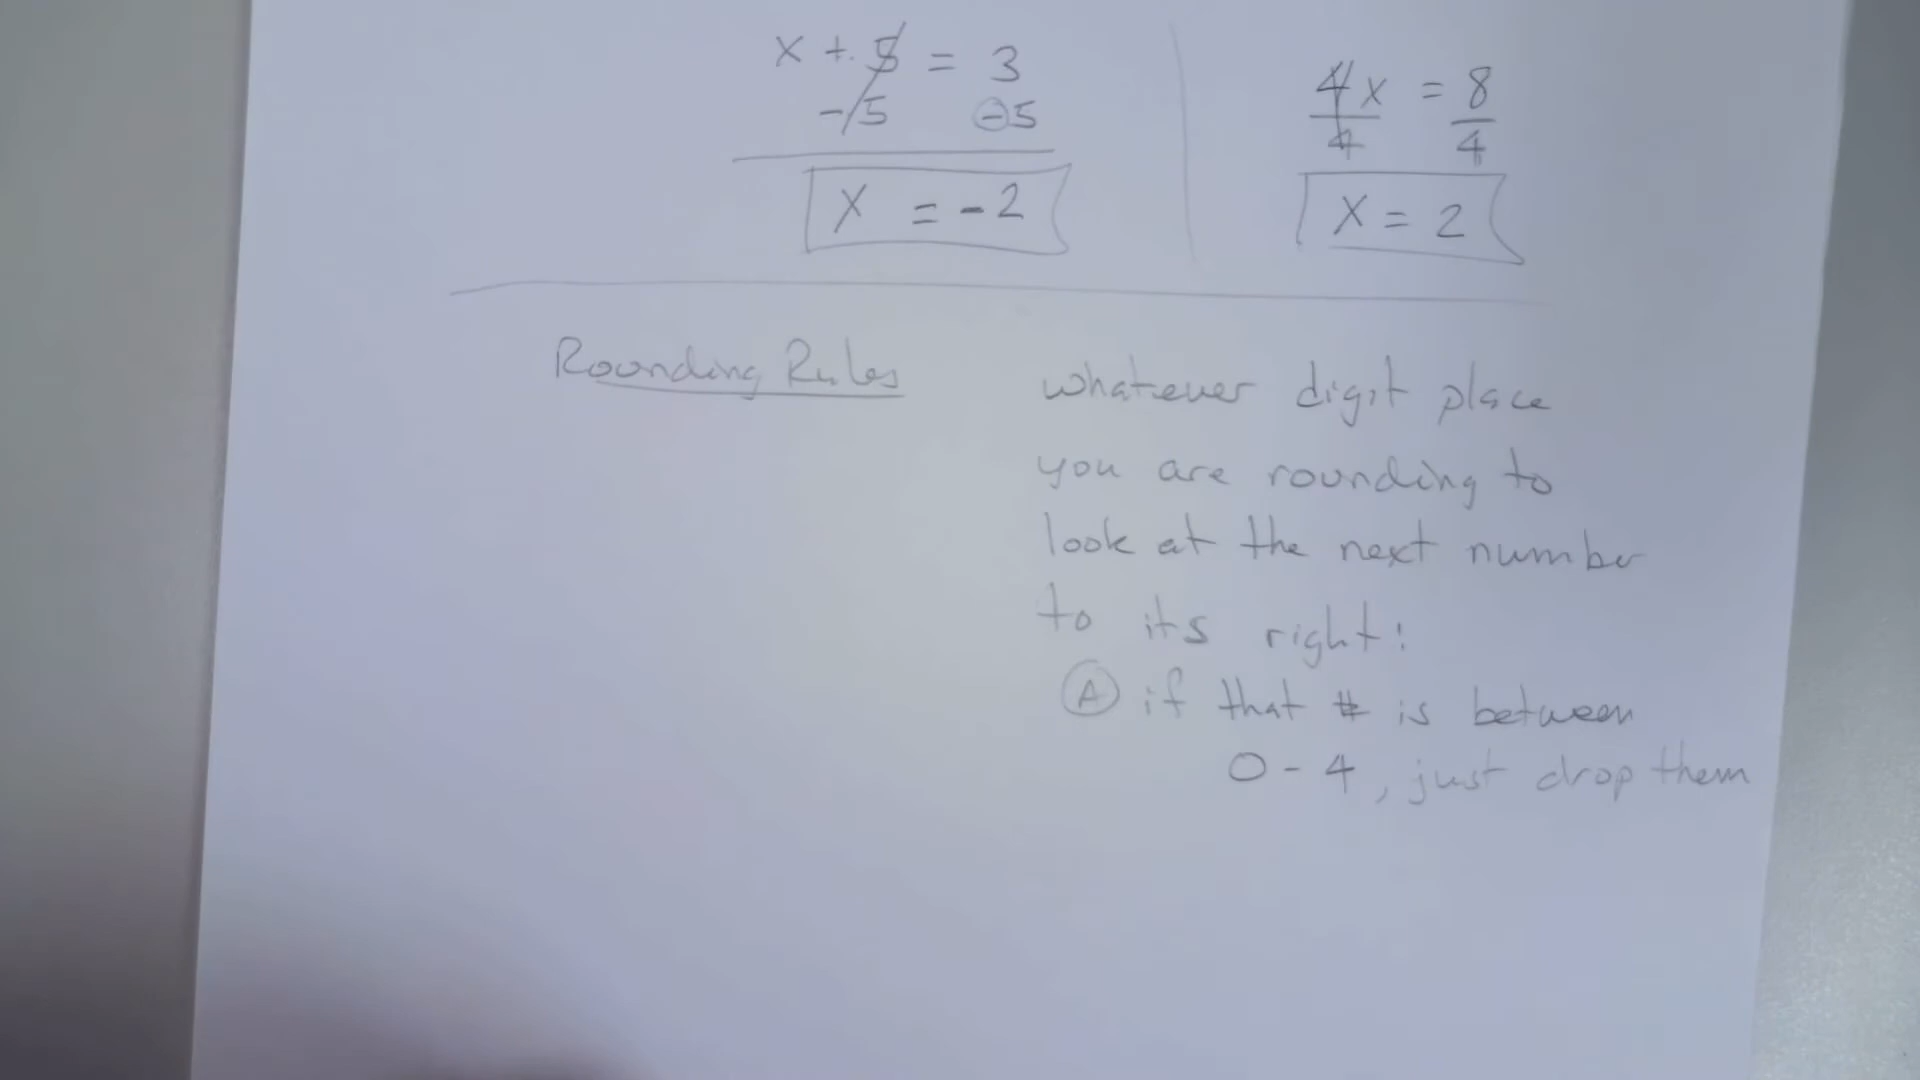 x + 5 = 3
-5 -5
x = -2
4x = 8
4 4
x = 2
Rounding Rules
whatever digit place
you are rounding to
look at the next number
to its right:
A if that # is between
0-4, just drop them